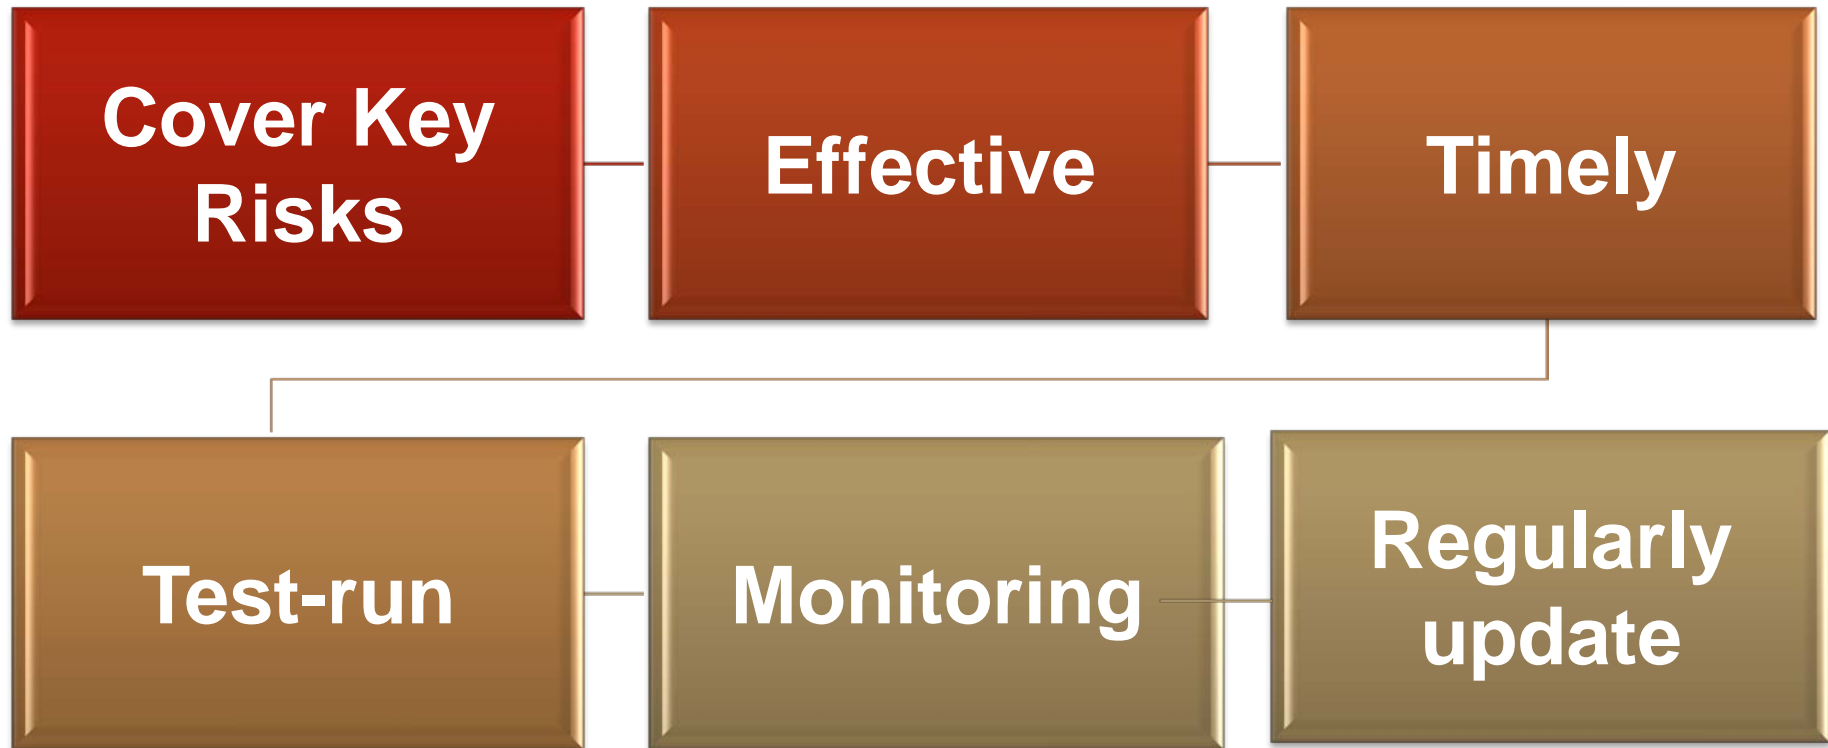 Cover Key
Risks
Effective
Timely
Test-run
Monitoring
Regularly
update